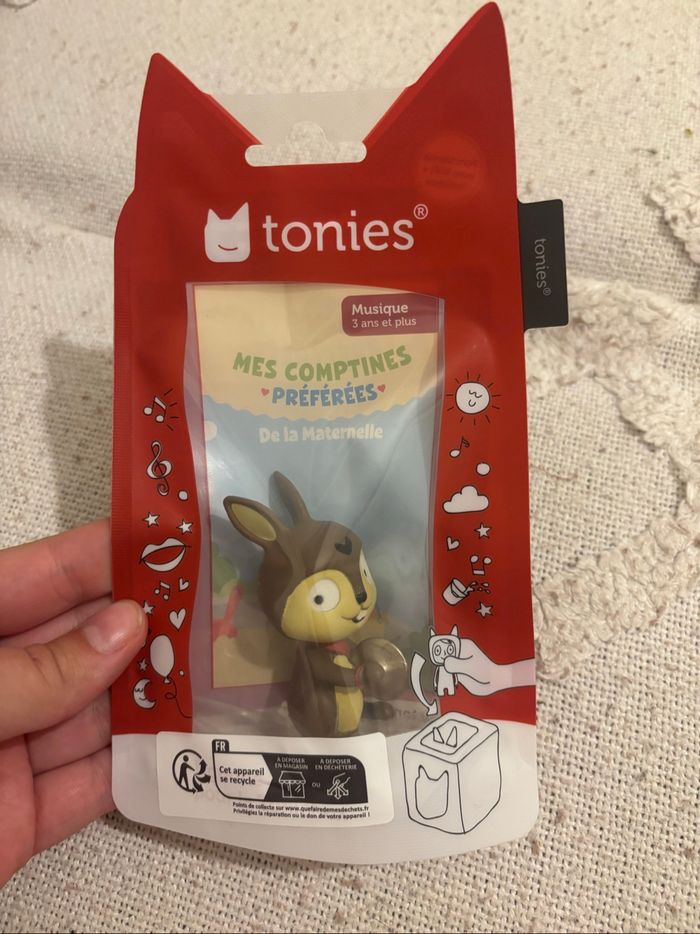 tonies®
tonies®
Musique
3 ans et plus
MES COMPTINES
PRÉFÉRÉES
De la Maternelle
FR
Cet appareil
se recycle
À DÉPOSER
EN MAGASIN
OU
À DÉPOSER
EN DÉCHÈTERIE
Points de collecte sur www.quefairedemesdechets.fr
Privilégiez la réparation ou le don de votre appareil !